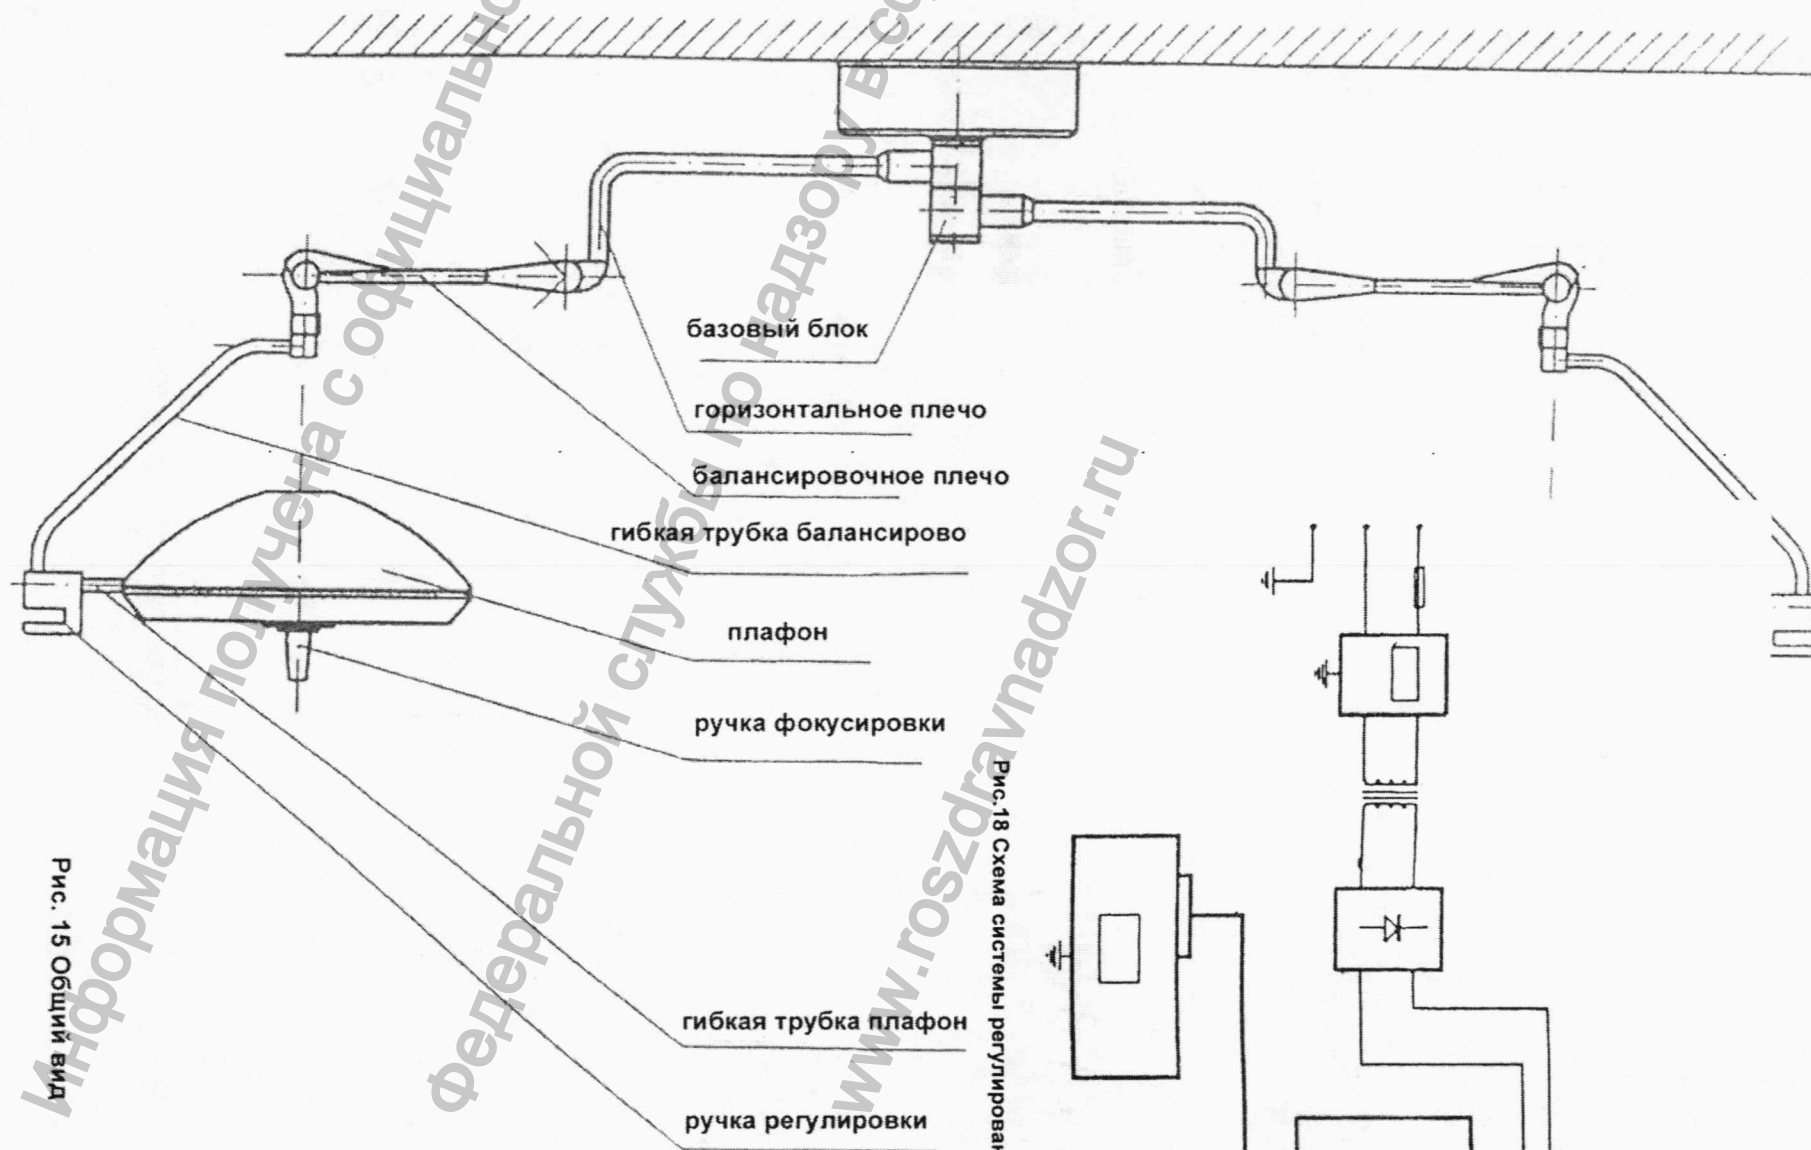 базовый блок
горизонтальное плечо
балансировочное плечо
гибкая трубка балансирово
плафон
ручка фокусировки
гибкая трубка плафон
ручка регулировки
Рис. 15 Общий вид
Рис.18 Схема системы регулирован
Информация получена с официально
Федеральной службы по надзору в со
www.roszdravnadzor.ru